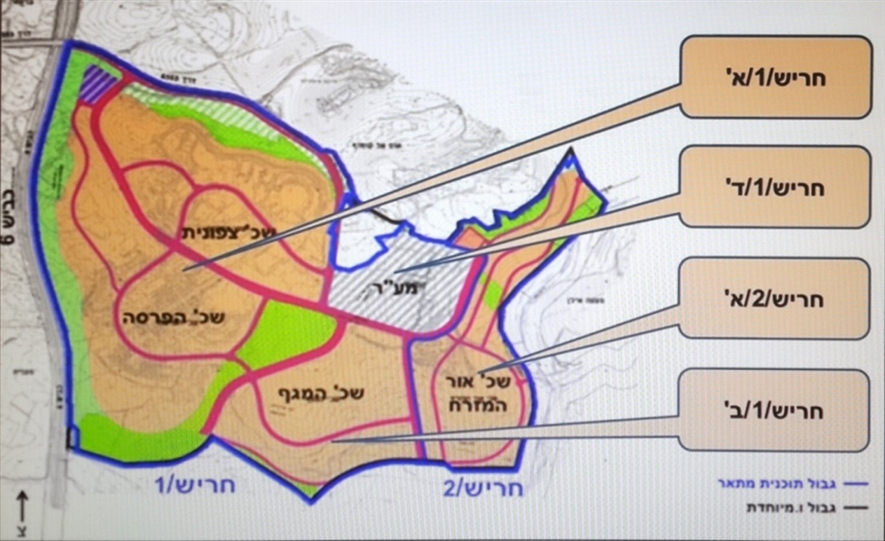 חריש/1/א'
חריש/1/ד'
חריש/2/א'
חריש/1/ב'
שכ' צפונית
מע"ר
שכ' הפרסה
שכ' המגף
שכ' אור
המזרח
חריש/1
חריש/2
כביש 6
גבול תוכנית מתאר
גבול ו.מיוחדת